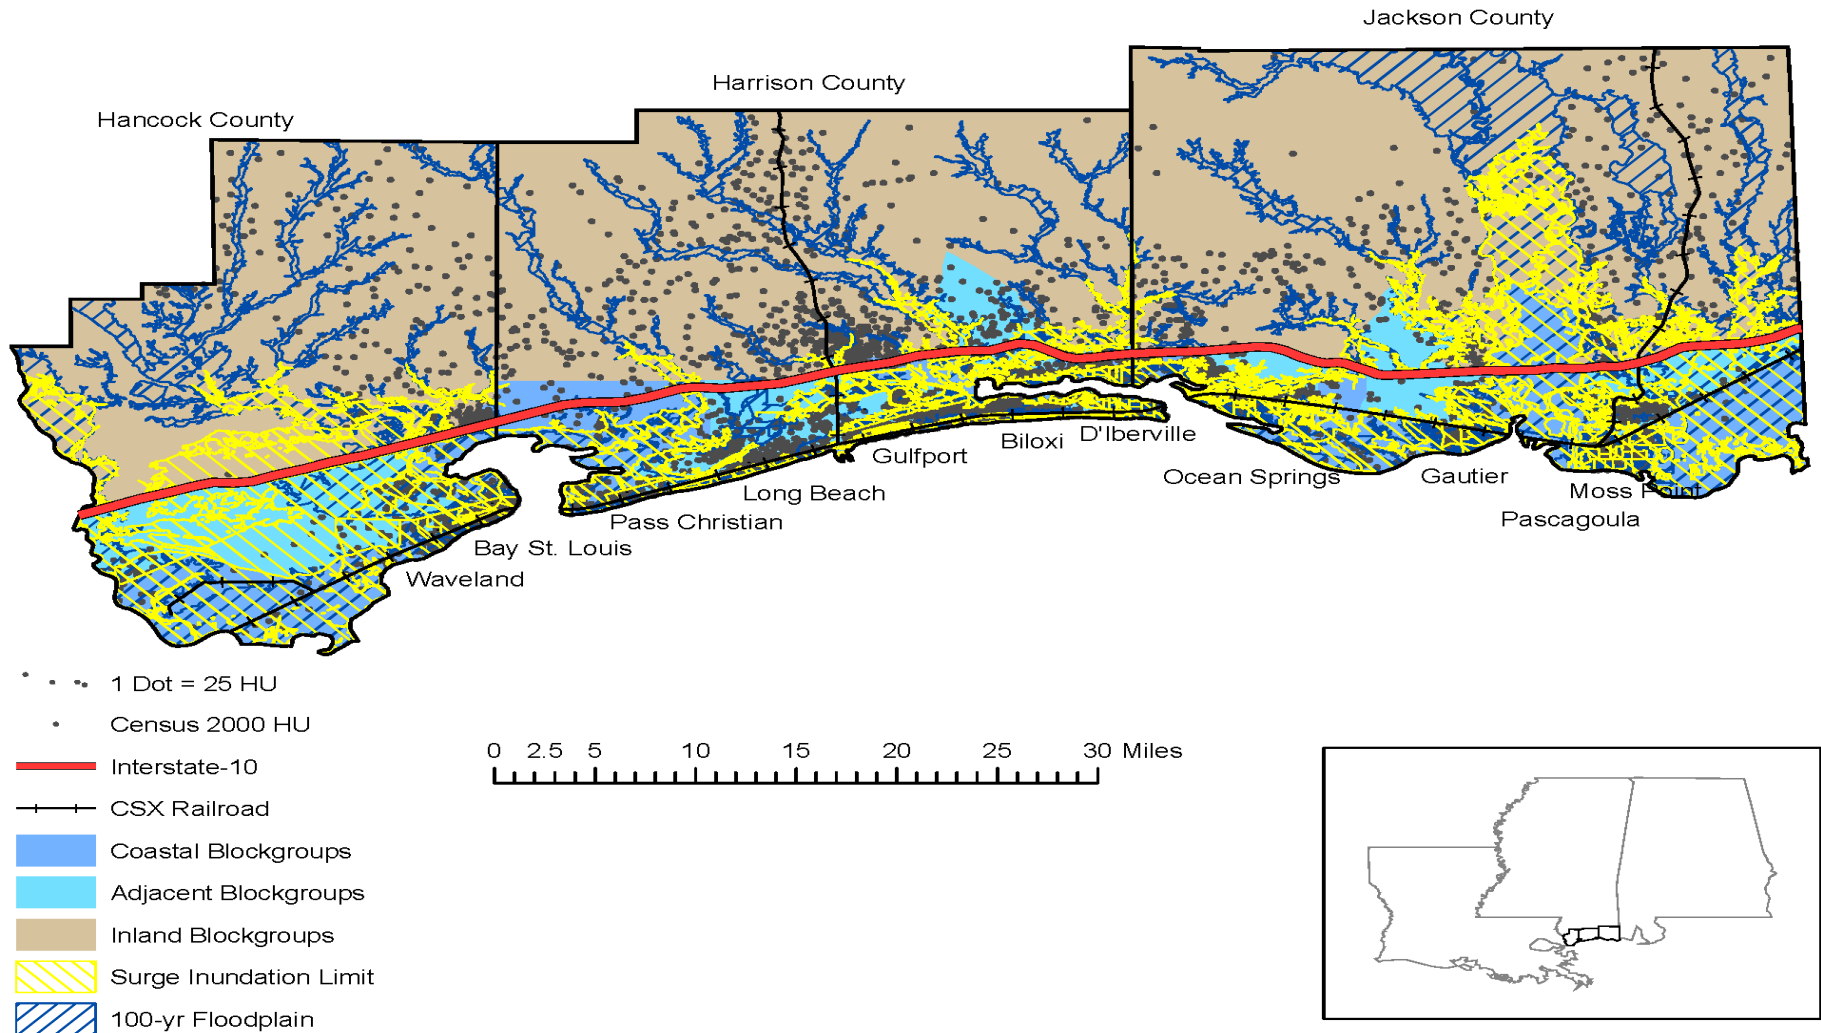 Jackson County
Harrison County
Hancock County
Biloxi
D'Iberville
Gulfport
Ocean Springs
Gautier
Long Beach
Moss Point
Pass Christian
Pascagoula
Bay St. Louis
Waveland
1 Dot = 25 HU
Census 2000 HU
Interstate-10
CSX Railroad
Coastal Blockgroups
Adjacent Blockgroups
Inland Blockgroups
Surge Inundation Limit
100-yr Floodplain
0 2.5 5 10 15 20 25 30 Miles